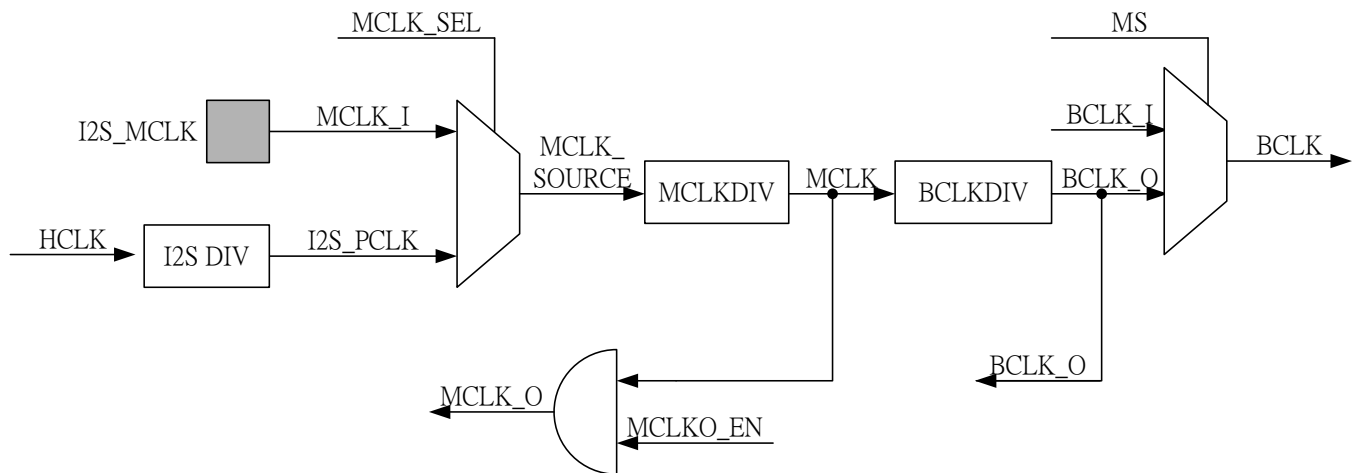 MCLK_SEL
MS
I2S_MCLK
MCLK_I
BCLK_I
MCLK_
SOURCE
MCLKDIV
MCLK
BCLKDIV
BCLK_O
BCLK
HCLK
I2S DIV
I2S_PCLK
MCLK_O
MCLKO_EN
BCLK_O